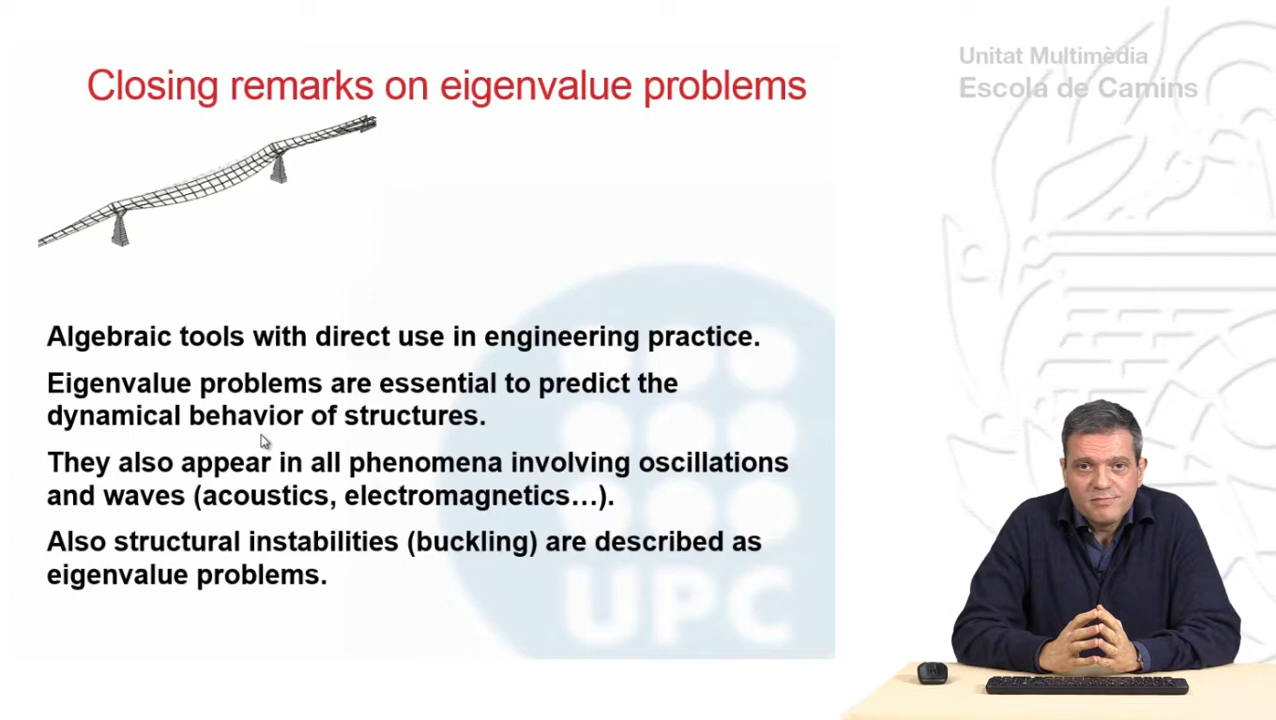 Unitat Multimèdia
Escola de Camins
Closing remarks on eigenvalue problems
Algebraic tools with direct use in engineering practice.
Eigenvalue problems are essential to predict the
dynamical behavior of structures.
They also appear in all phenomena involving oscillations
and waves (acoustics, electromagnetics…).
Also structural instabilities (buckling) are described as
eigenvalue problems.
UPC